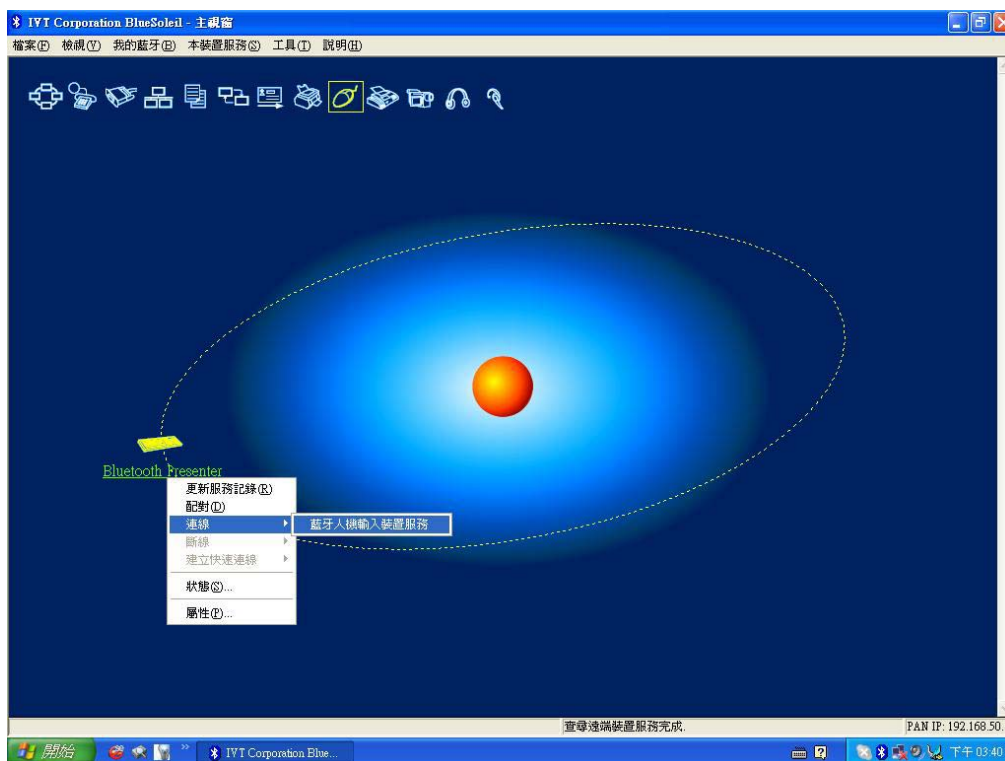 IVT Corporation BlueSoleil - 主視窗
檔案(F) 檢視(V) 我的藍牙(B) 本裝置服務(S) 工具(T) 說明(H)
Bluetooth Presenter
更新服務記錄(R)
配對(D)
連線
藍牙人機輸入裝置服務
斷線
建立快速連線
狀態(S)...
屬性(P)...
查尋遠端裝置服務完成.
PAN IP: 192.168.50.
開始
IVT Corporation Blue...
下午 03:40